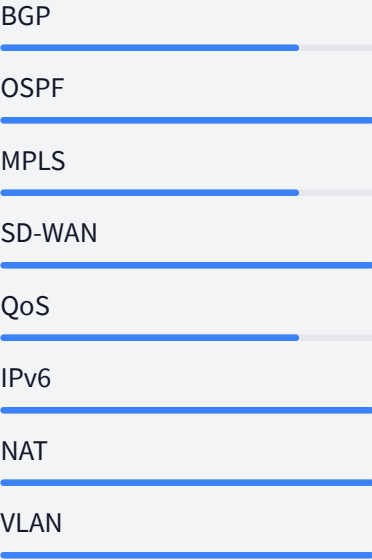 BGP
OSPF
MPLS
SD-WAN
QoS
IPv6
NAT
VLAN